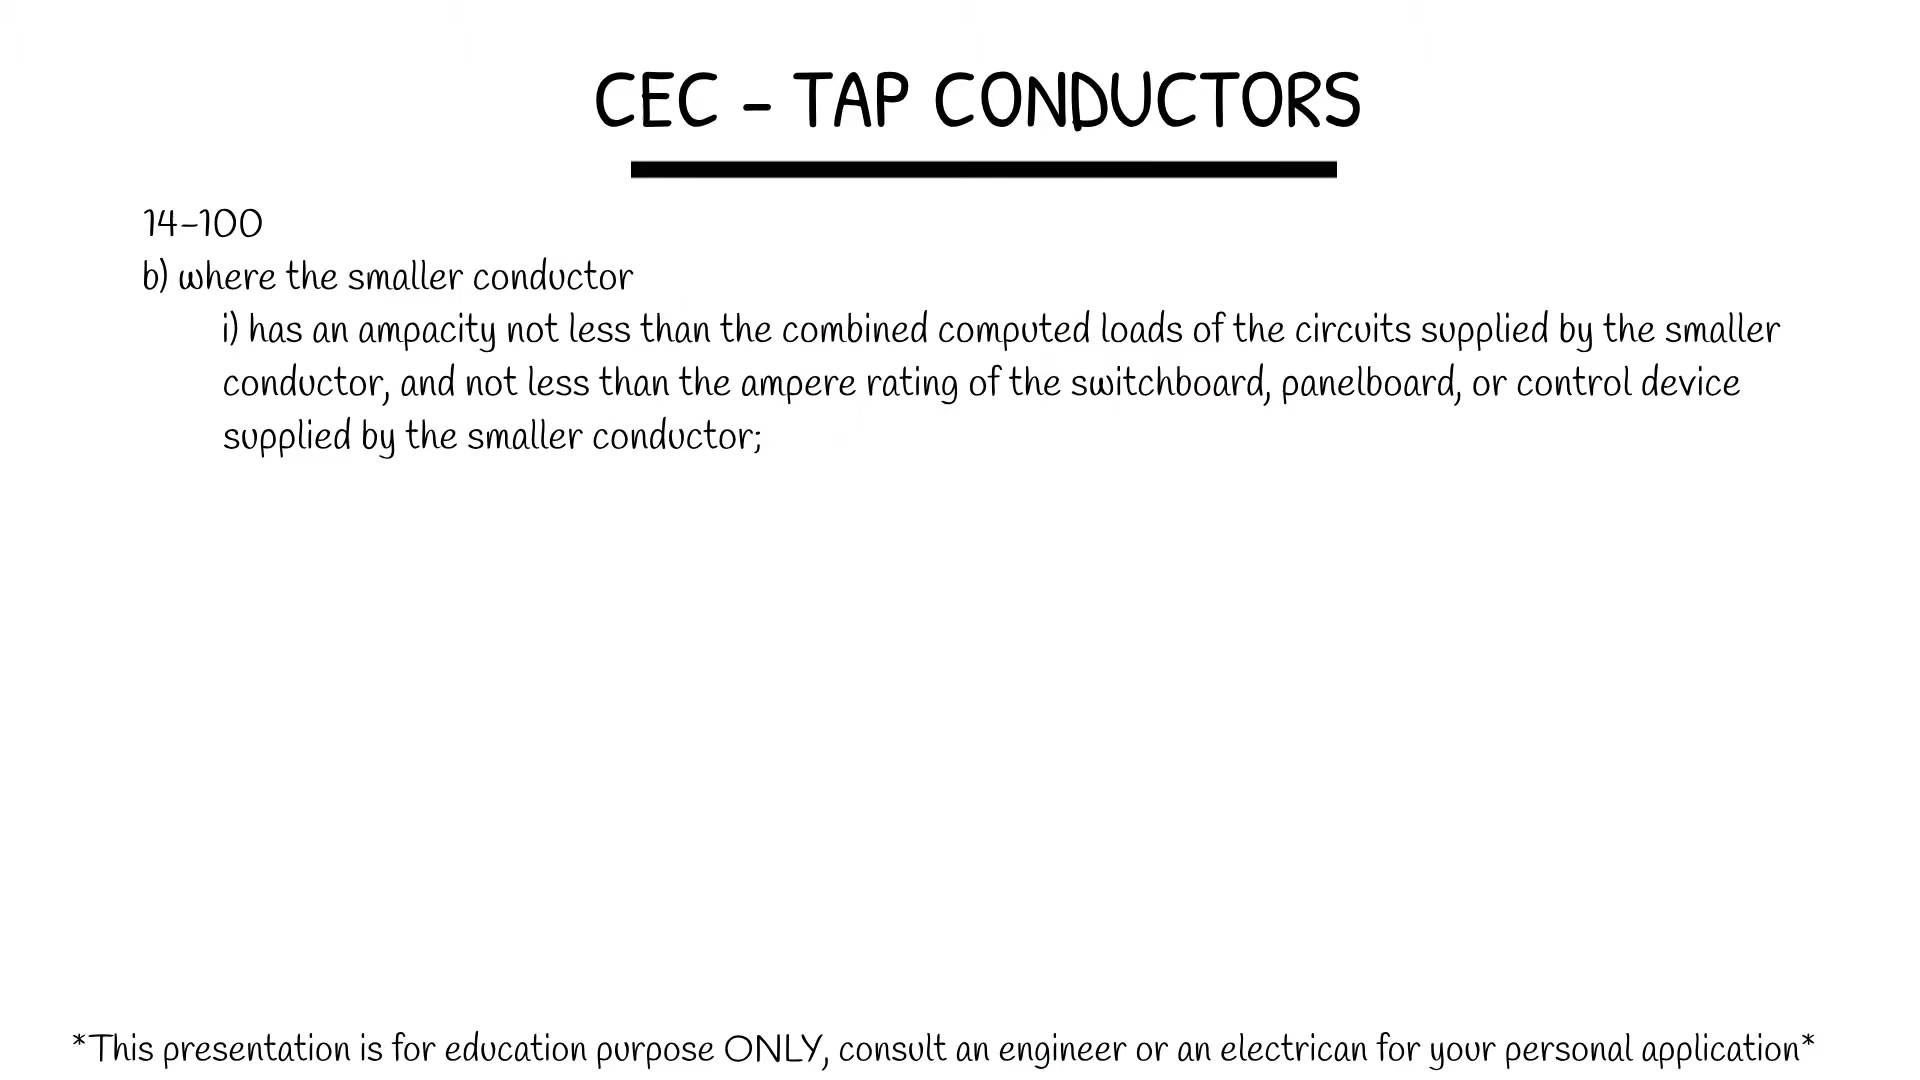 CEC - TAP CONDUCTORS
14-100
b) where the smaller conductor
i) has an ampacity not less than the combined computed loads of the circuits supplied by the smaller
conductor, and not less than the ampere rating of the switchboard, panelboard, or control device
supplied by the smaller conductor;
*This presentation is for education purpose ONLY, consult an engineer or an electrican for your personal application*